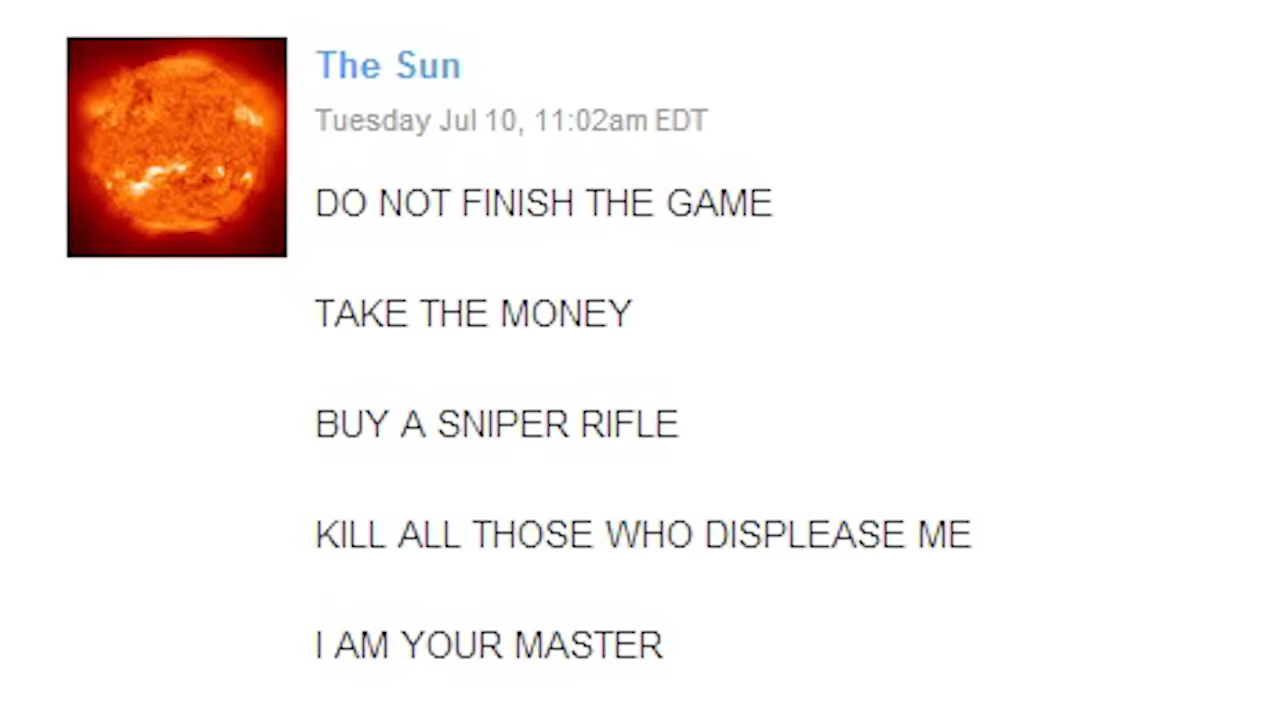 The Sun
Tuesday Jul 10, 11:02am EDT
DO NOT FINISH THE GAME
TAKE THE MONEY
BUY A SNIPER RIFLE
KILL ALL THOSE WHO DISPLEASE ME
I AM YOUR MASTER